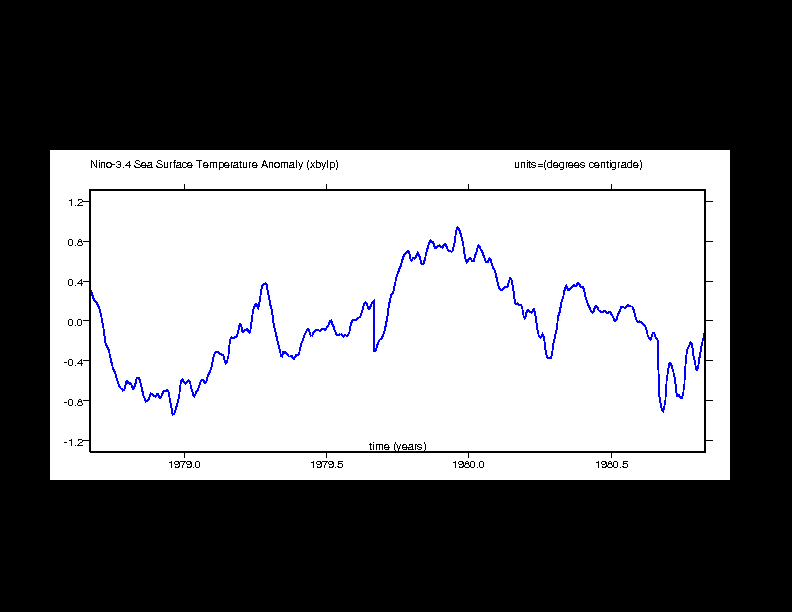 Nino-3.4 Sea Surface Temperature Anomaly (xbylp) units=(degrees centigrade)
1.2
0.8
0.4
0.0
-0.4
-0.8
-1.2
time (years)
1979.0 1979.5 1980.0 1980.5